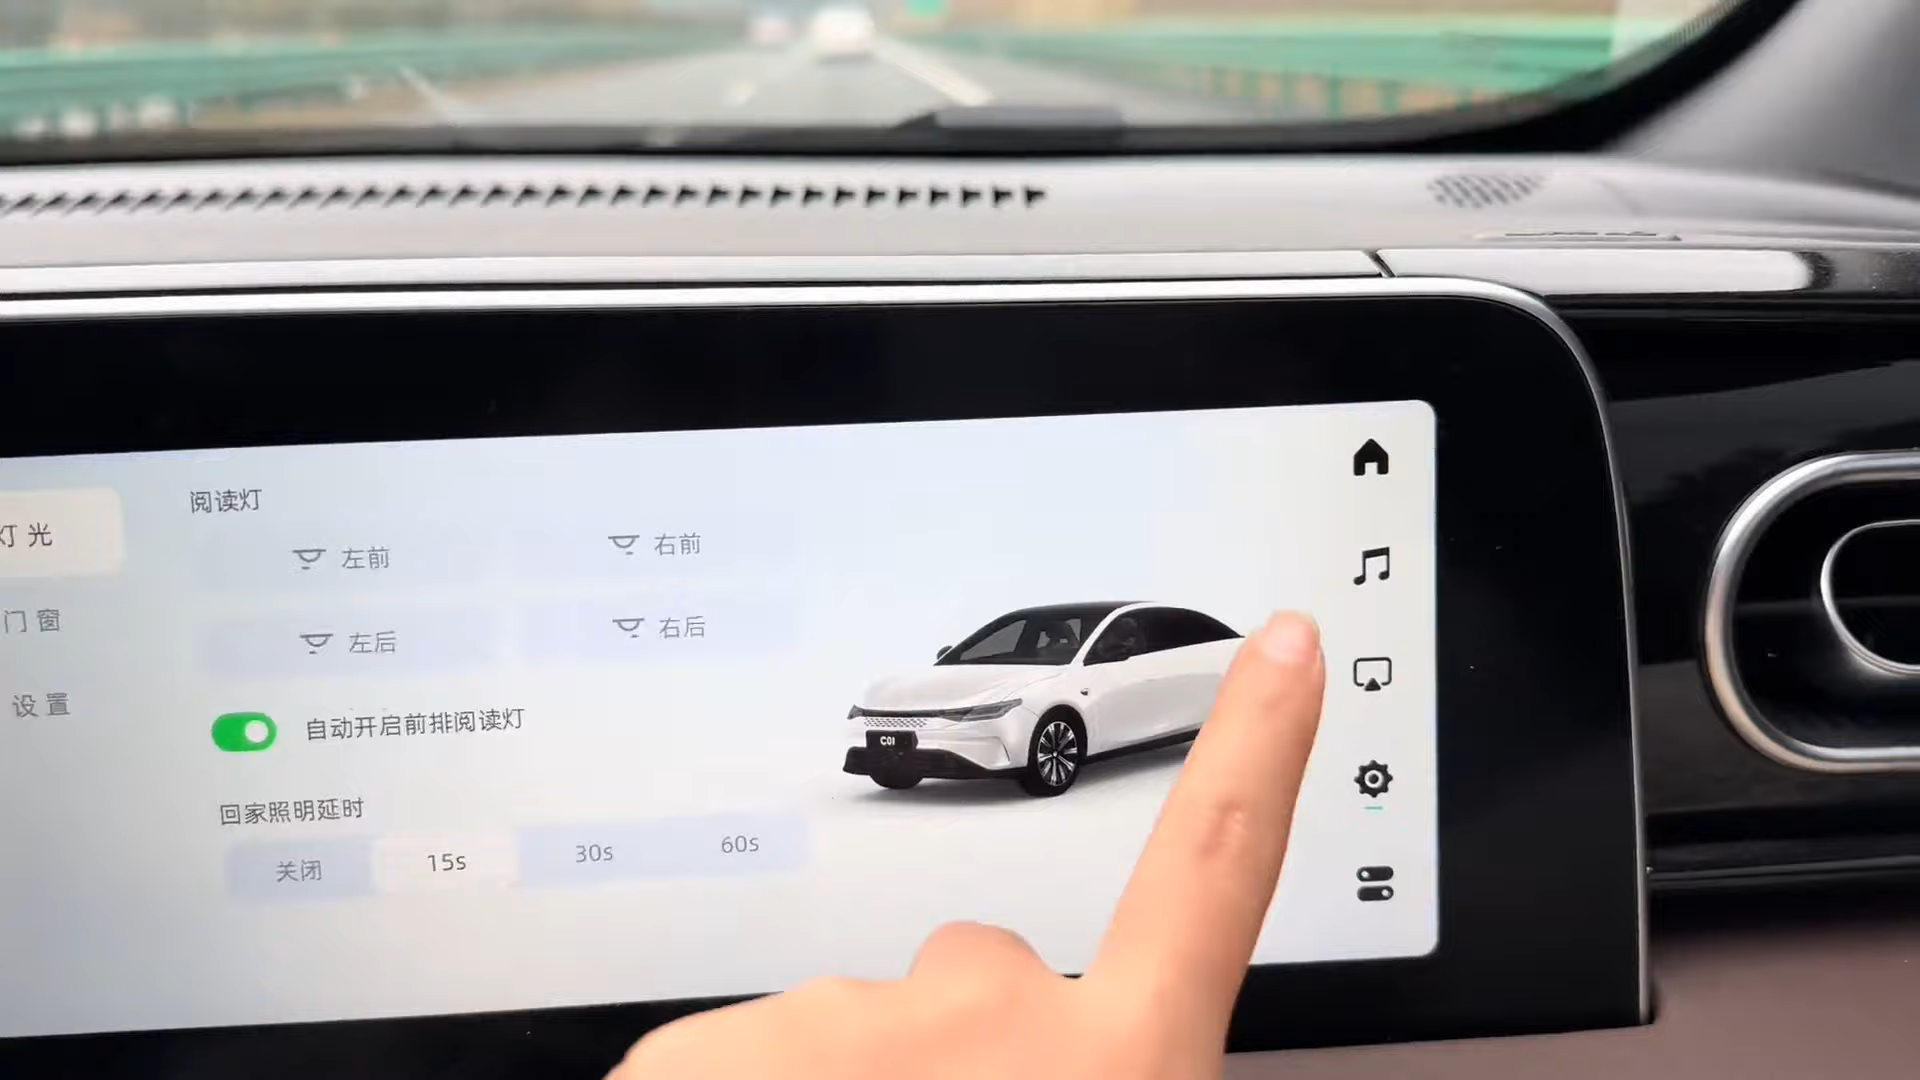 阅读灯
灯光
左前
右前
门窗
左后
右后
设置
自动开启前排阅读灯
C01
回家照明延时
关闭
15s
30s
60s